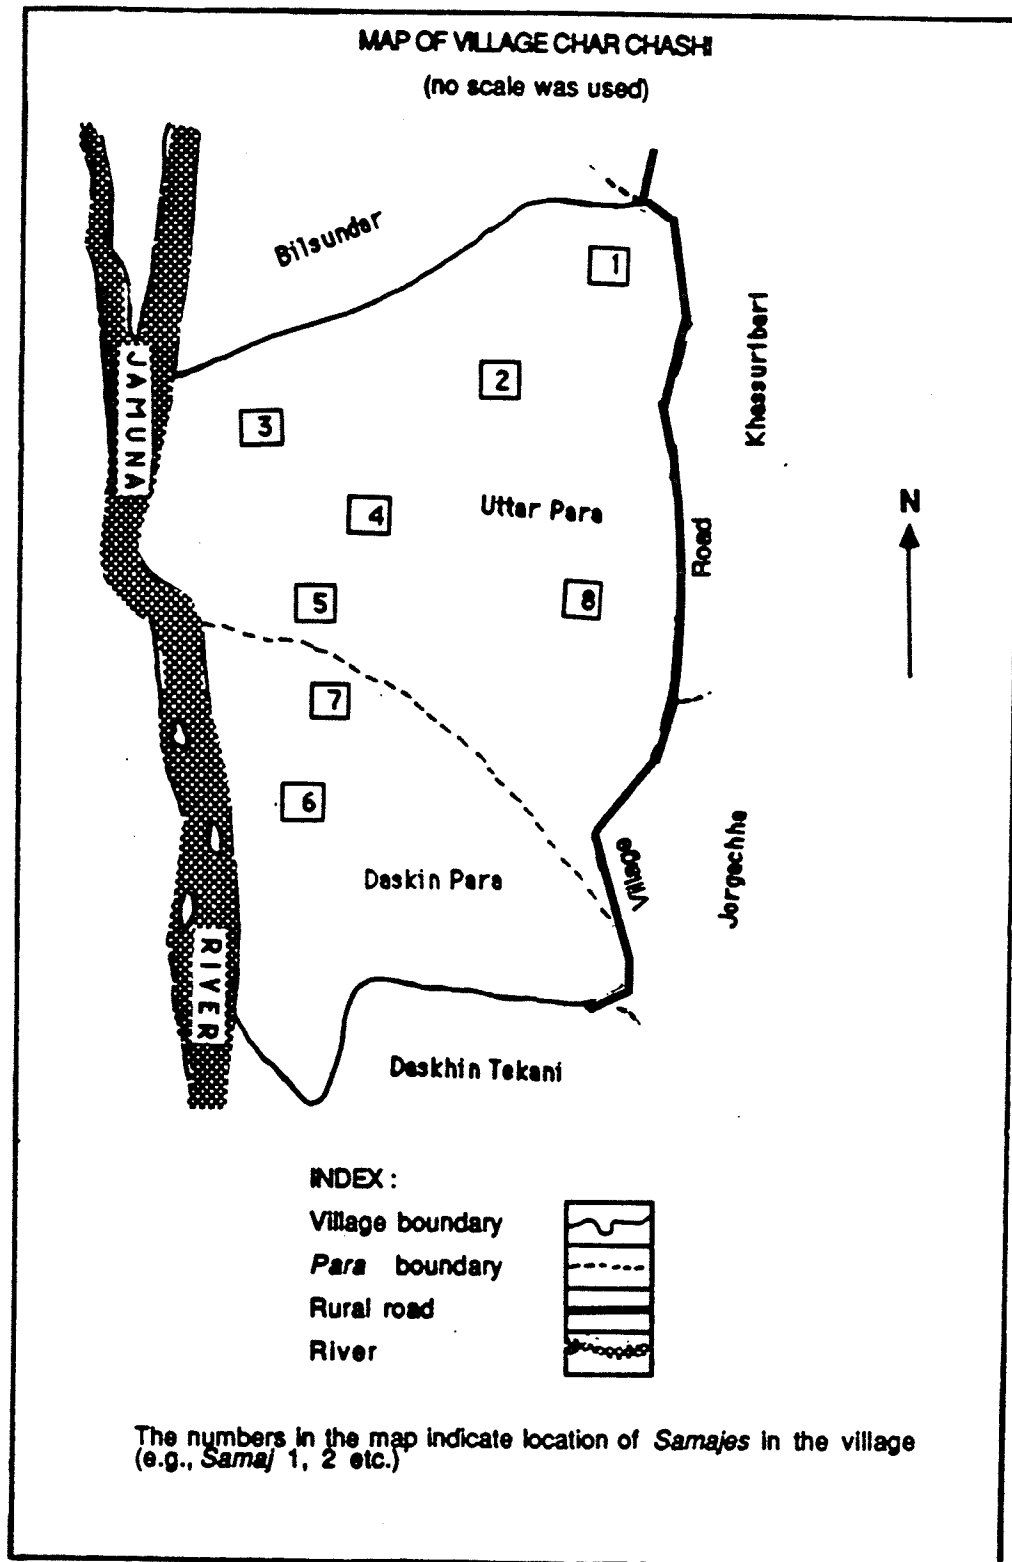 MAP OF VILLAGE CHAR CHASHI
(no scale was used)
Bilsundar
1
Khassuribari
2
JAMUNA
3
N
4
Uttar Para
Road
5
8
7
6
Village
Jorgachha
Daskin Para
RIVER
Daskhin Tekani
INDEX :
Village boundary
Para boundary
Rural road
River
The numbers in the map indicate location of Samajes in the village
(e.g., Samaj 1, 2 etc.)